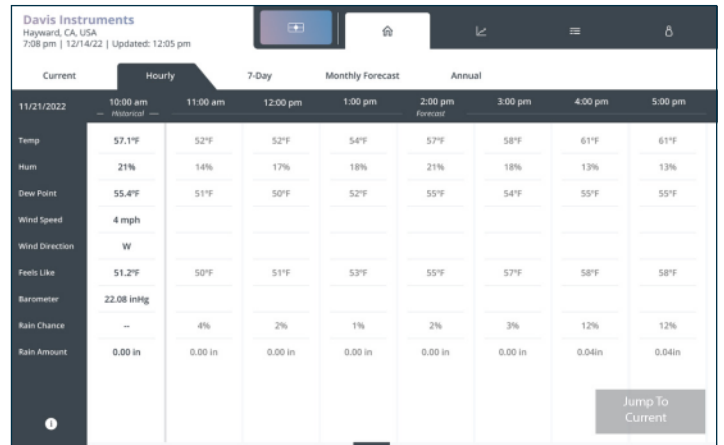 Davis Instruments
Hayward, CA, USA
7:08 pm | 12/14/22 | Updated: 12:05 pm
Current Hourly 7-Day Monthly Forecast Annual
11/21/2022 10:00 am 11:00 am 12:00 pm 1:00 pm 2:00 pm 3:00 pm 4:00 pm 5:00 pm
— Historical — Forecast
Temp 57.1°F 52°F 52°F 54°F 57°F 58°F 61°F 61°F
Hum 21% 14% 17% 18% 21% 18% 13% 13%
Dew Point 55.4°F 51°F 50°F 52°F 55°F 54°F 55°F 55°F
Wind Speed 4 mph
Wind Direction W
Feels Like 51.2°F 50°F 51°F 53°F 55°F 57°F 58°F 58°F
Barometer 22.08 inHg
Rain Chance -- 4% 2% 1% 2% 3% 12% 12%
Rain Amount 0.00 in 0.00 in 0.00 in 0.00 in 0.00 in 0.00 in 0.04in 0.04in
Jump To
Current